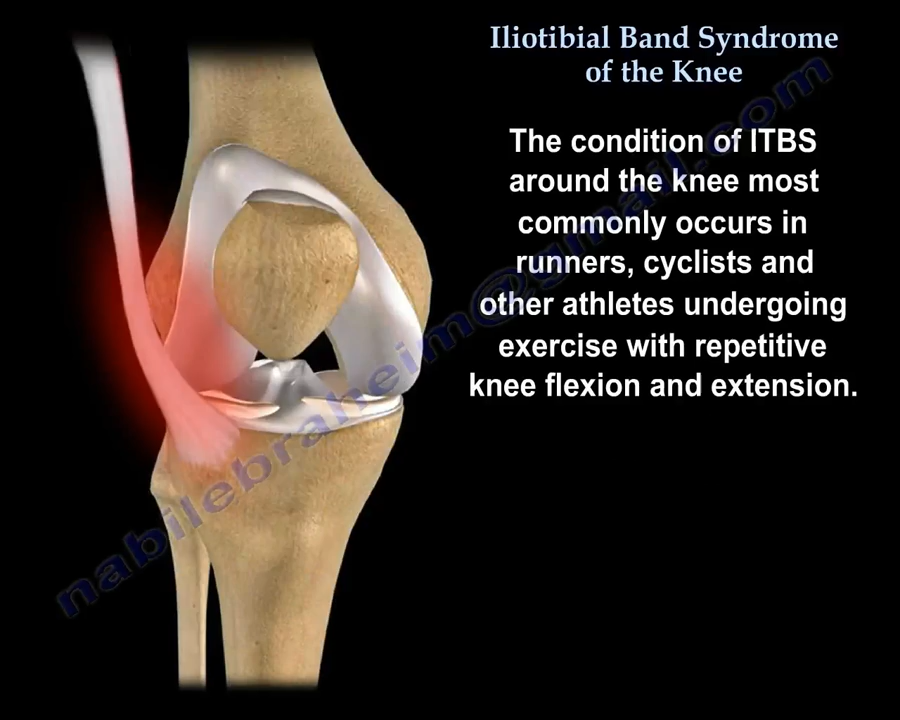 Iliotibial Band Syndrome
of the Knee
The condition of ITBS
around the knee most
commonly occurs in
runners, cyclists and
other athletes undergoing
exercise with repetitive
knee flexion and extension.
nabilebraheim@gmail.com